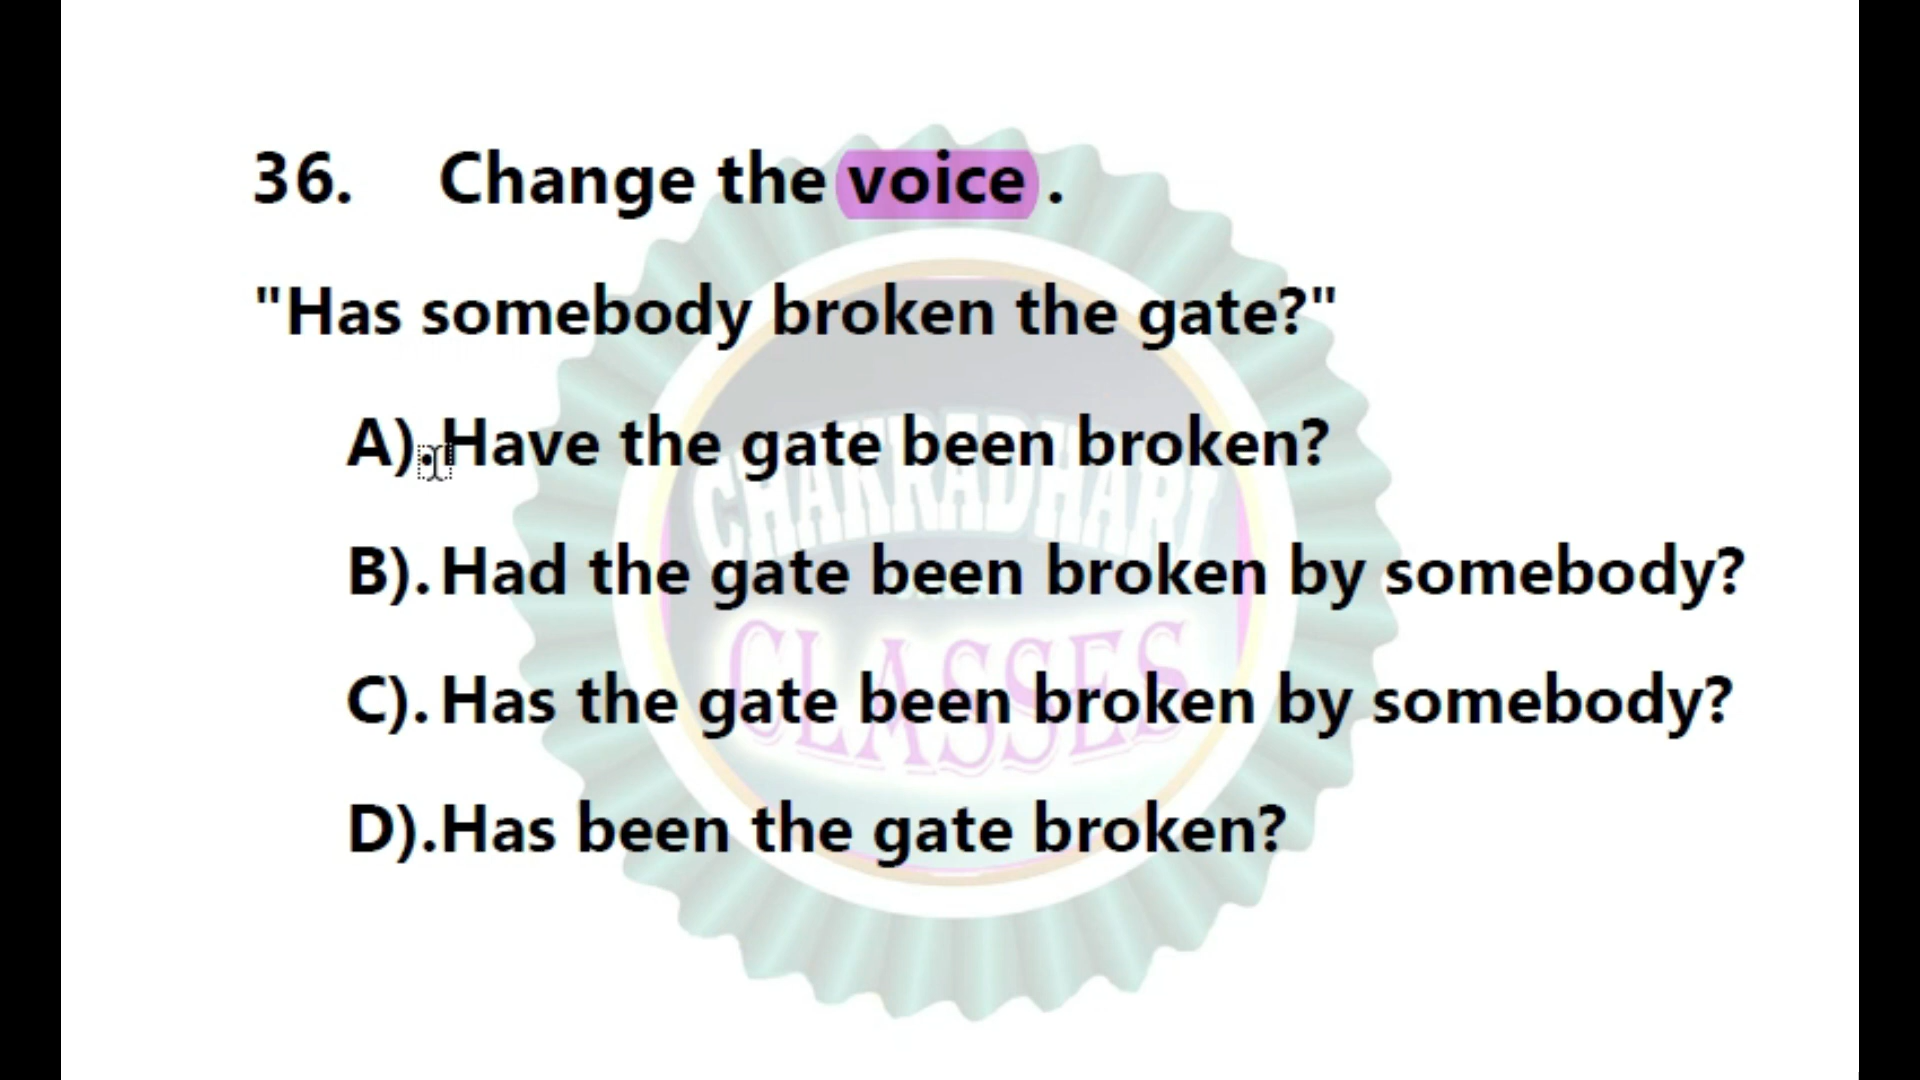 36. Change the voice .
"Has somebody broken the gate?"
A). Have the gate been broken?
B). Had the gate been broken by somebody?
C). Has the gate been broken by somebody?
D).Has been the gate broken?
CHAKRADHARI
CLASSES